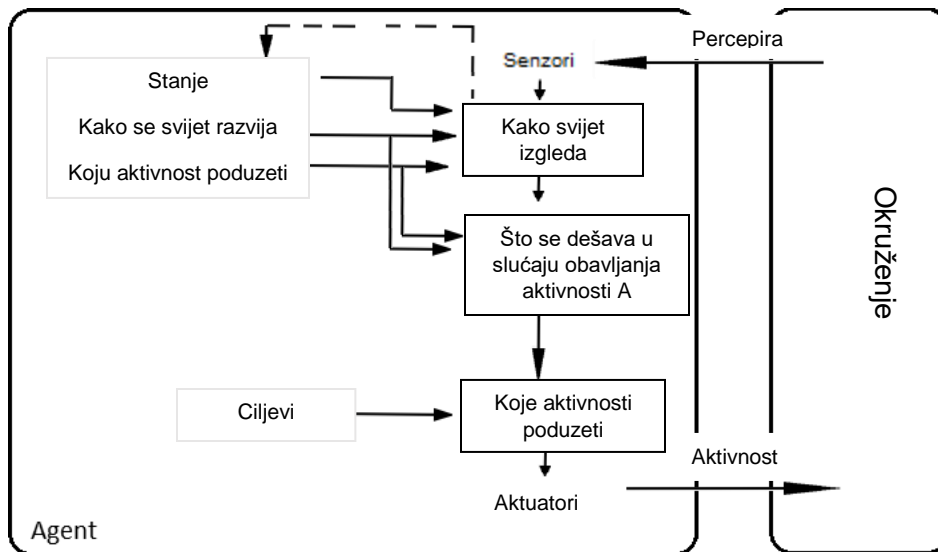 Percepira
Senzori
Stanje
Kako se svijet razvija
Koju aktivnost poduzeti
Kako svijet
izgleda
Što se dešava u
slućaju obavljanja
aktivnosti A
Okruženje
Ciljevi
Koje aktivnosti
poduzeti
Aktivnost
Aktuatori
Agent